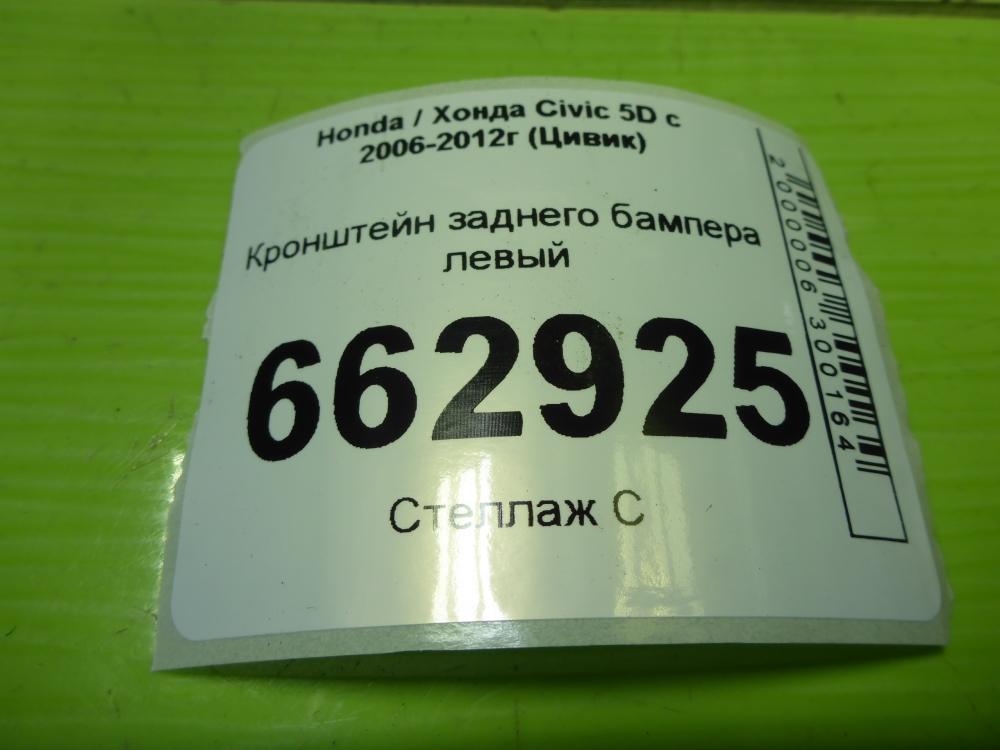 Honda / Хонда Civic 5D с
2006-2012г (Цивик)
Кронштейн заднего бампера
левый
662925
Стеллаж С
2000006300164